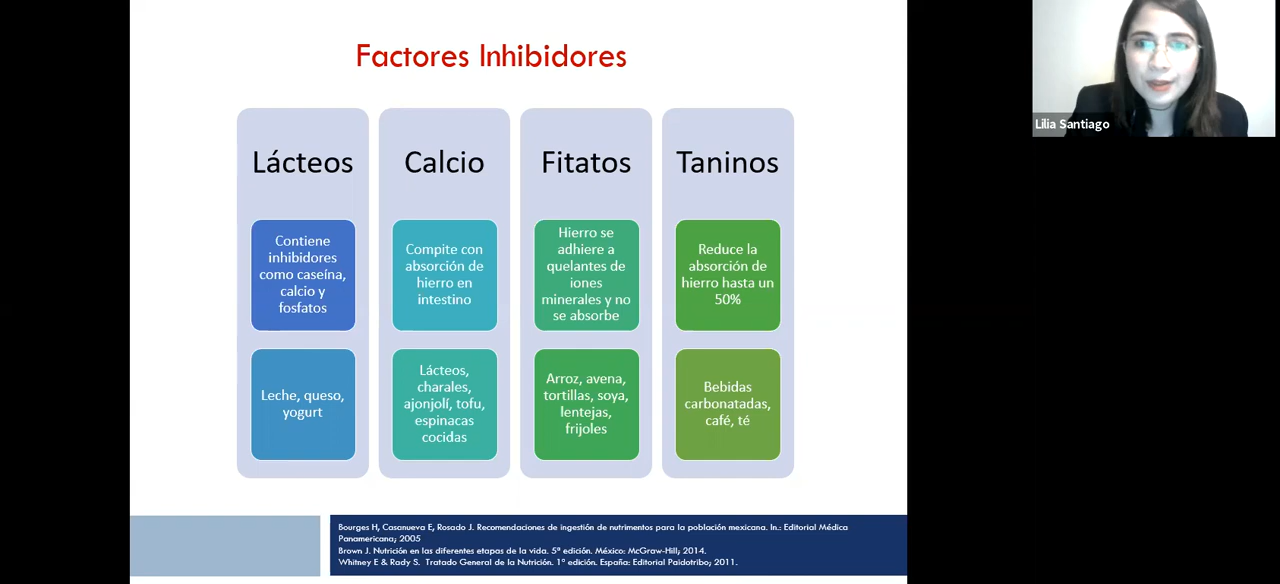 Factores Inhibidores
Lácteos
Contiene
inhibidores
como caseína,
calcio y
fosfatos
Leche, queso,
yogurt
Calcio
Compite con
absorción de
hierro en
intestino
Lácteos,
charales,
ajonjolí, tofu,
espinacas
cocidas
Fitatos
Hierro se
adhiere a
quelantes de
iones
minerales y no
se absorbe
Arroz, avena,
tortillas, soya,
lentejas,
frijoles
Taninos
Reduce la
absorción de
hierro hasta un
50%
Bebidas
carbonatadas,
café, té
Bourges H, Casanueva E, Rosado J. Recomendaciones de ingestión de nutrimentos para la población mexicana. In.: Editorial Médica
Panamericana; 2005
Brown J. Nutrición en las diferentes etapas de la vida. 5ª edición. México: McGraw-Hill; 2014.
Whitney E & Rady S.  Tratado General de la Nutrición. 1º edición. España: Editorial Paidotribo; 2011.
Lilia Santiago